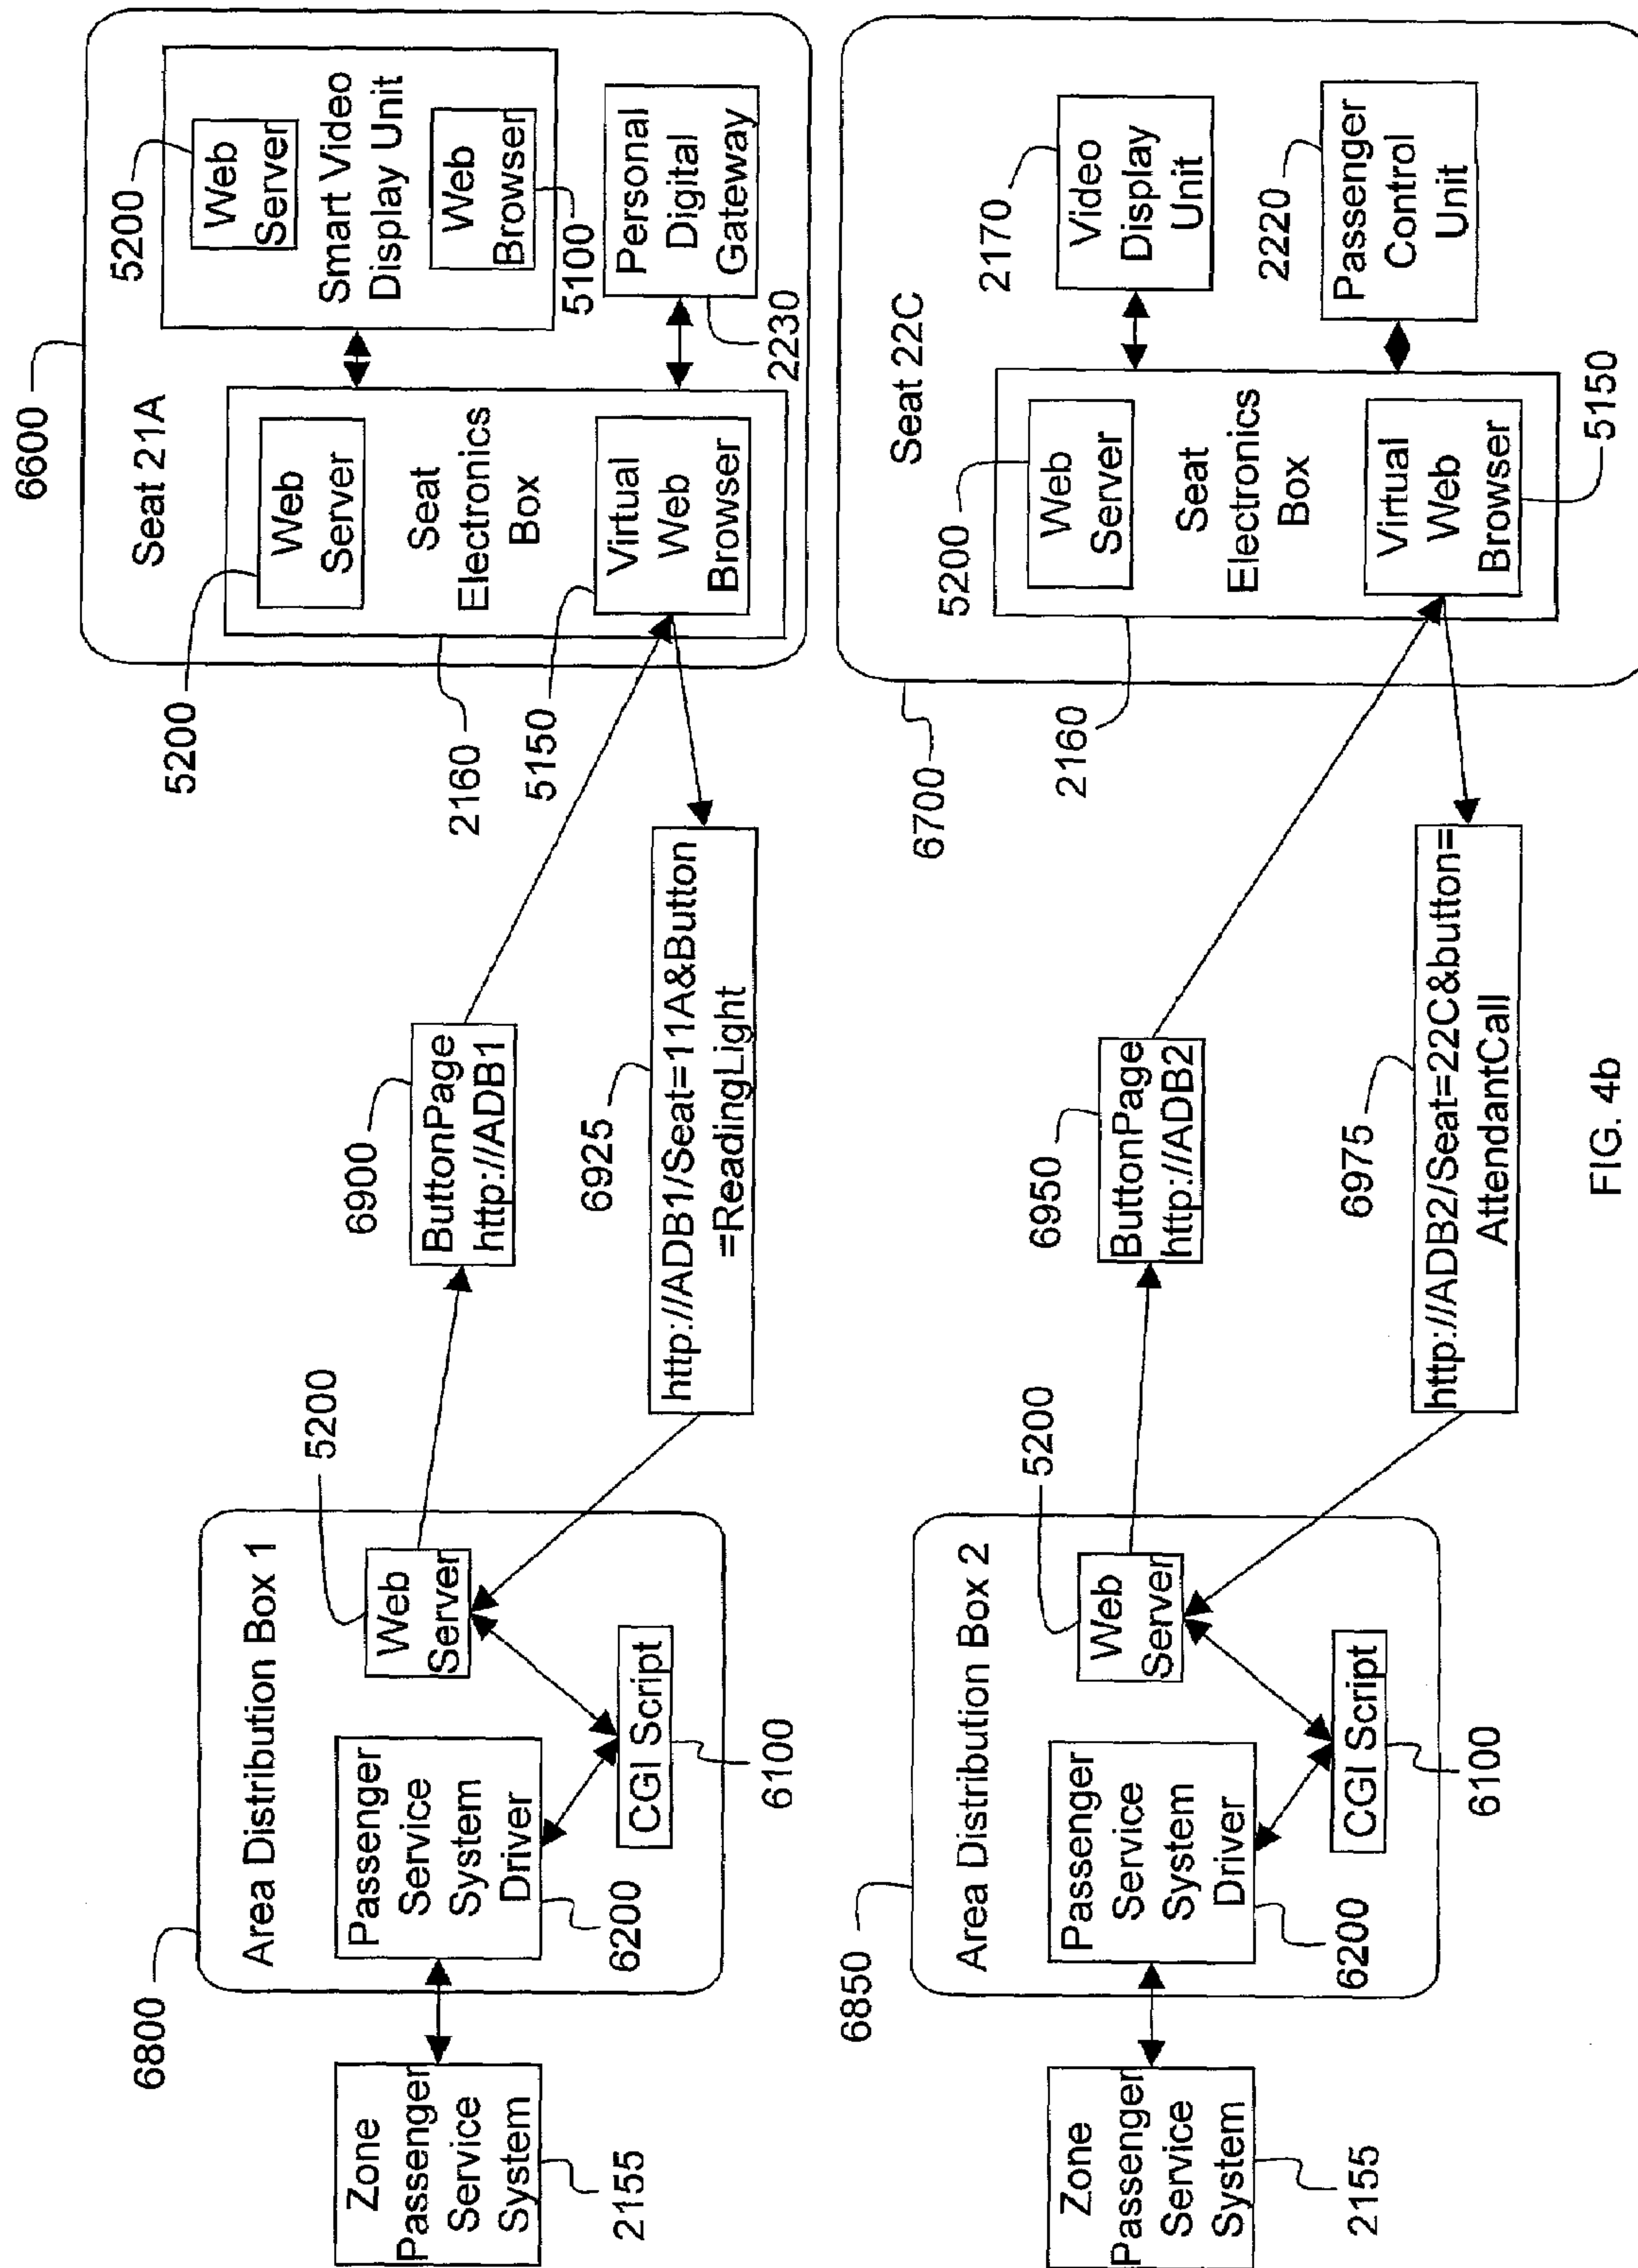 6800
Area Distribution Box 1
Zone
Passenger
Service
System
2155
Passenger
Service
System
Driver
6200
Web
Server
5200
CGI Script
6100
6900
ButtonPage
http://ADB1
6925
http://ADB1/Seat=11A&Button
=ReadingLight
6600
Seat 21A
5200
Web
Server
Seat
Electronics
Box
Virtual
Web
Browser
2160
5150
5200
Web
Server
Smart Video
Display Unit
Web
Browser
5100
Personal
Digital
Gateway
2230
6850
Area Distribution Box 2
Zone
Passenger
Service
System
2155
Passenger
Service
System
Driver
6200
Web
Server
5200
CGI Script
6100
6950
ButtonPage
http://ADB2
6975
http://ADB2/Seat=22C&button=
AttendantCall
6700
Seat 22C
5200
Web
Server
Seat
Electronics
Box
Virtual
Web
Browser
2160
5150
2170
Video
Display
Unit
2220
Passenger
Control
Unit
FIG. 4b